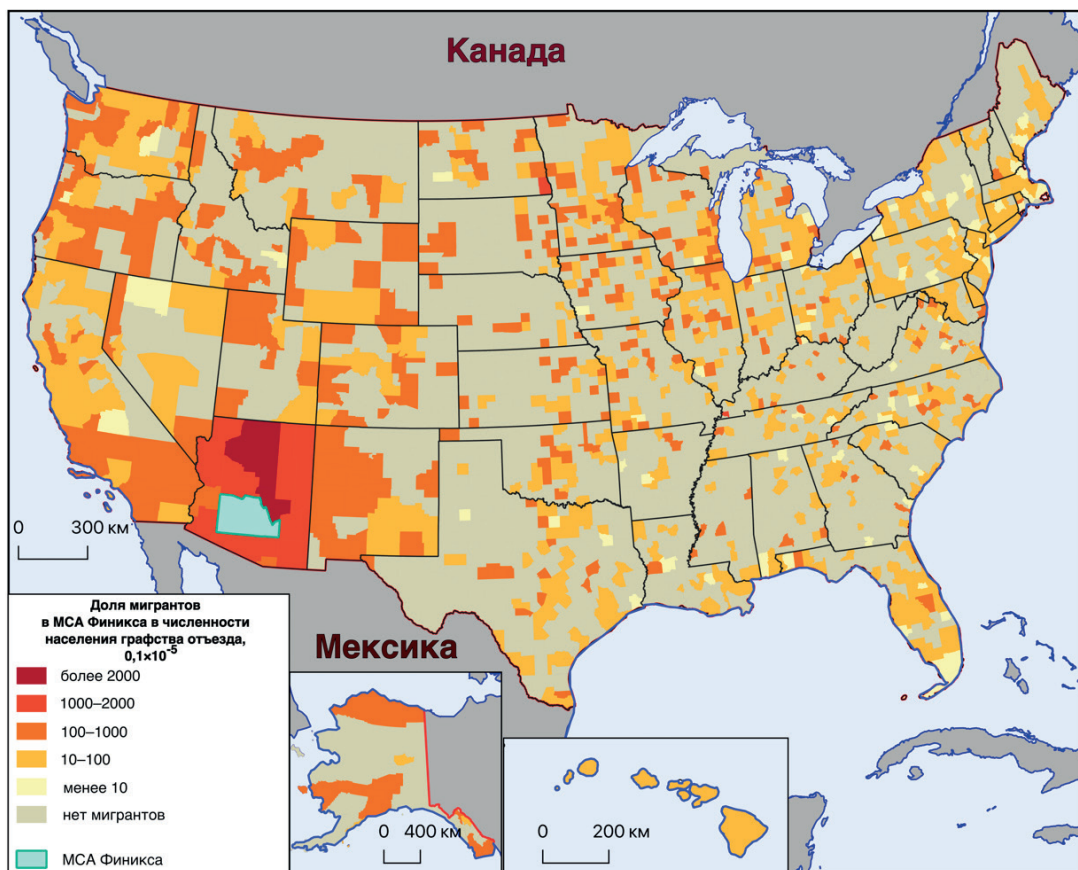 Канада
0 300 км
Мексика
Доля мигрантов
в МСА Финикса в численности
населения графства отъезда,
0,1×10⁻⁵
более 2000
1000–2000
100–1000
10–100
менее 10
нет мигрантов
МСА Финикса
0 400 км
0 200 км